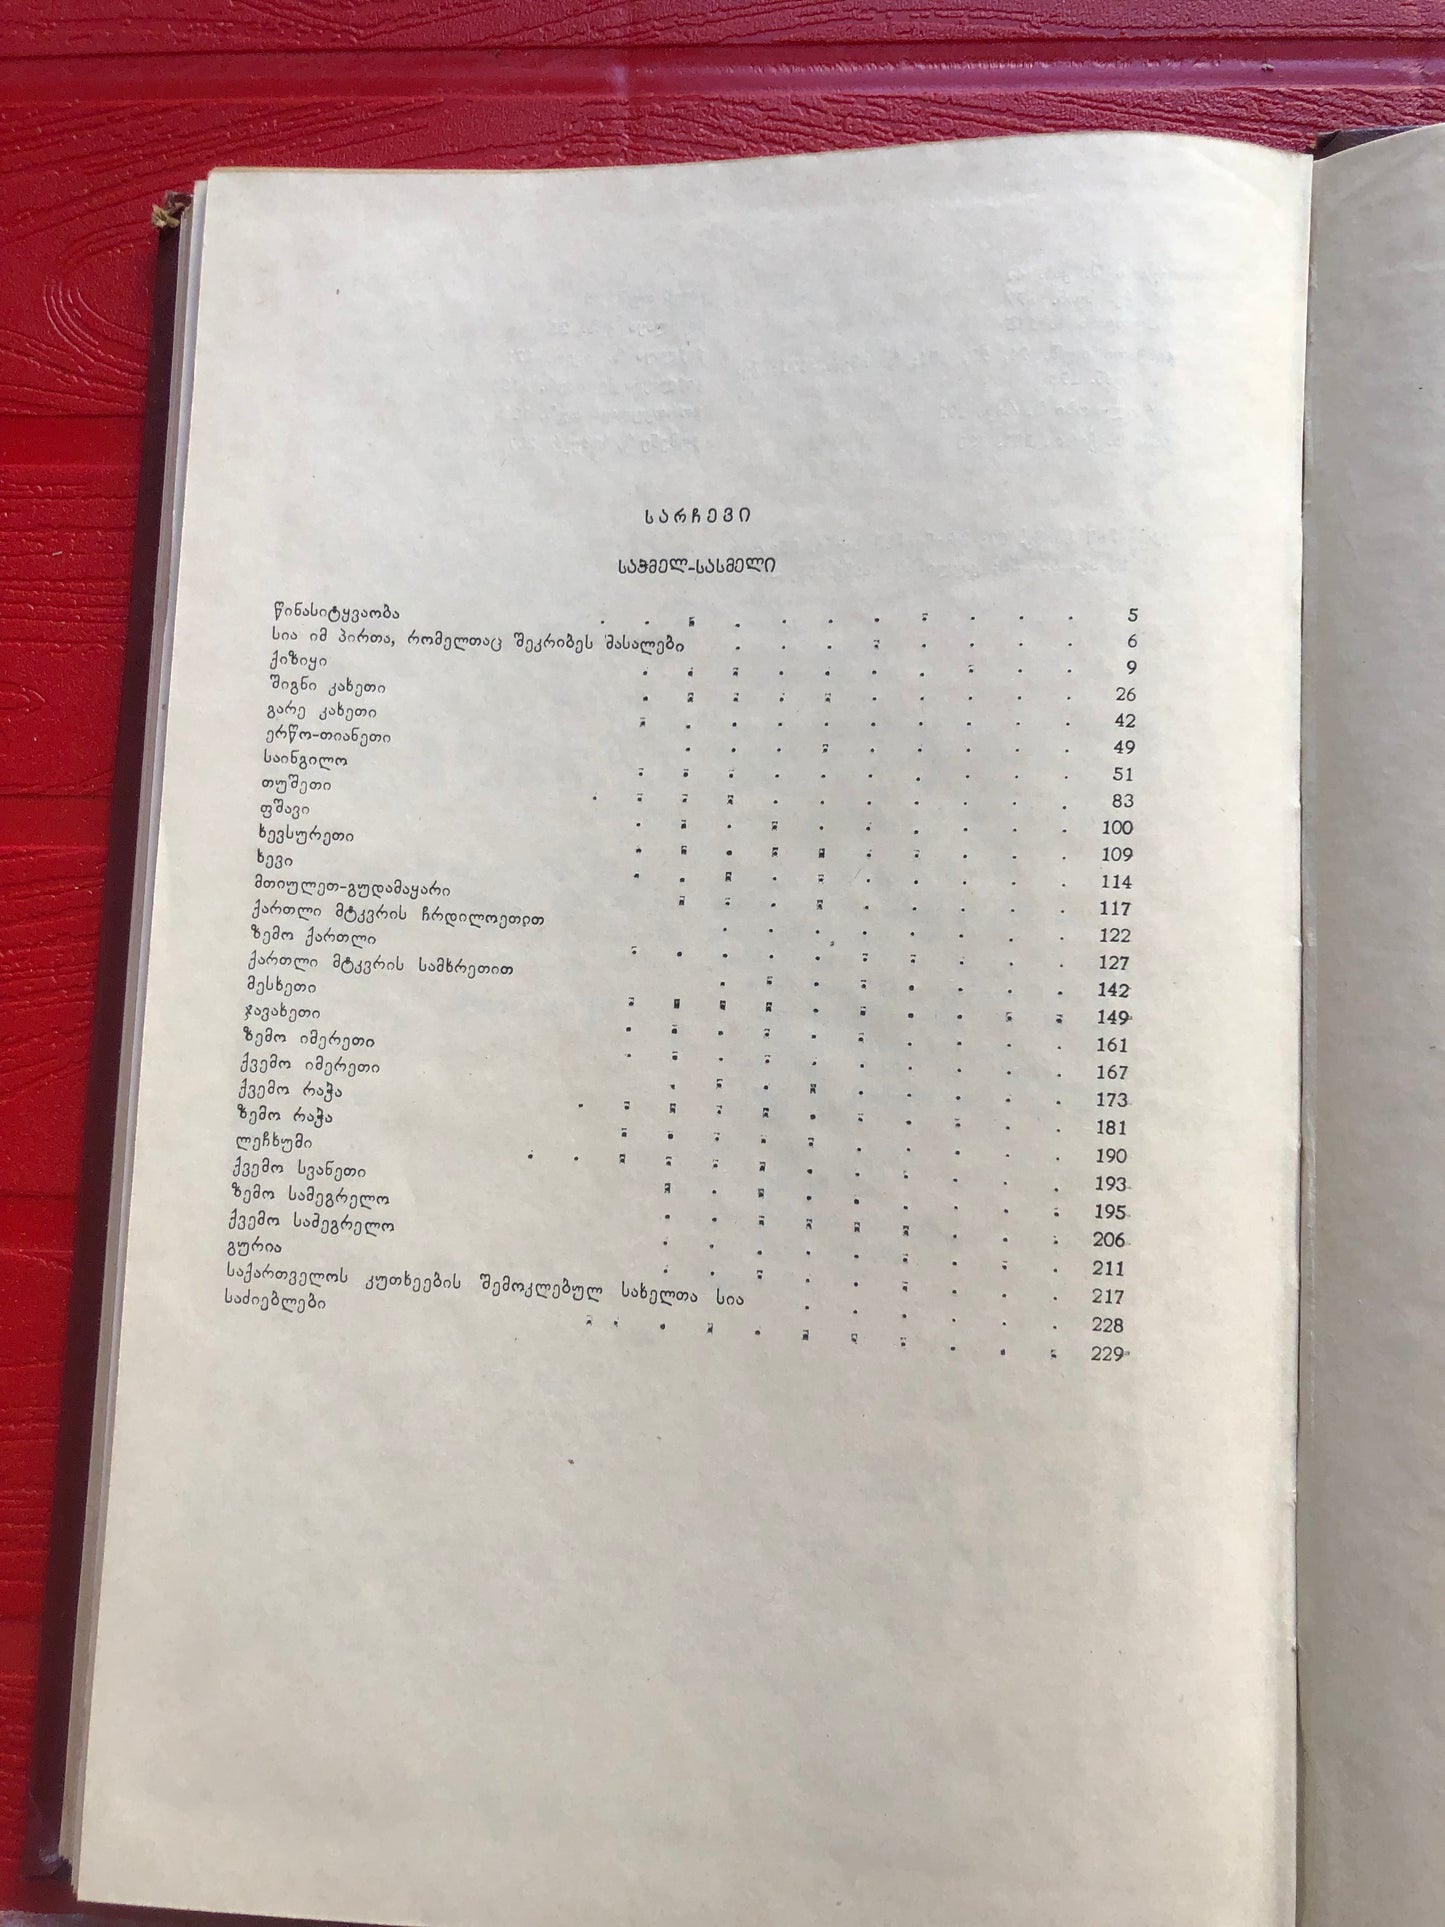 სარჩევი
საჭმელ-სასმელი
წინასიტყვაობა . . . . . . . . . . . 5
სია იმ პირთა, რომელთაც შეკრიბეს მასალები . . . . . . . . 6
ქიზიყი . . . . . . . . . . 9
შიგნი კახეთი . . . . . . . . . . 26
გარე კახეთი . . . . . . . . . . 42
ერწო-თიანეთი . . . . . . . . . 49
საინგილო . . . . . . . . . . 51
თუშეთი . . . . . . . . . . . 83
ფშავი . . . . . . . . . . 100
ხევსურეთი . . . . . . . . . . 109
ხევი . . . . . . . . . . 114
მთიულეთ-გუდამაყარი . . . . . . . . . 117
ქართლი მტკვრის ჩრდილოეთით . . . . . . . . 122
ზემო ქართლი . . . . . . . . . . 127
ქართლი მტკვრის სამხრეთით . . . . . . . . 142
მესხეთი . . . . . . . . . . 149
ჯავახეთი . . . . . . . . . . 161
ზემო იმერეთი . . . . . . . . . . 167
ქვემო იმერეთი . . . . . . . . . 173
ქვემო რაჭა . . . . . . . . . . . 181
ზემო რაჭა . . . . . . . . . . 190
ლეჩხუმი . . . . . . . . . . . . 193
ქვემო სვანეთი . . . . . . . . . 195
ზემო სამეგრელო . . . . . . . . . 206
ქვემო სამეგრელო . . . . . . . . . 211
გურია . . . . . . . . . 217
საქართველოს კუთხეების შემოკლებულ სახელთა სია . . . . . . 228
საძიებლები . . . . . . . . . . . 229